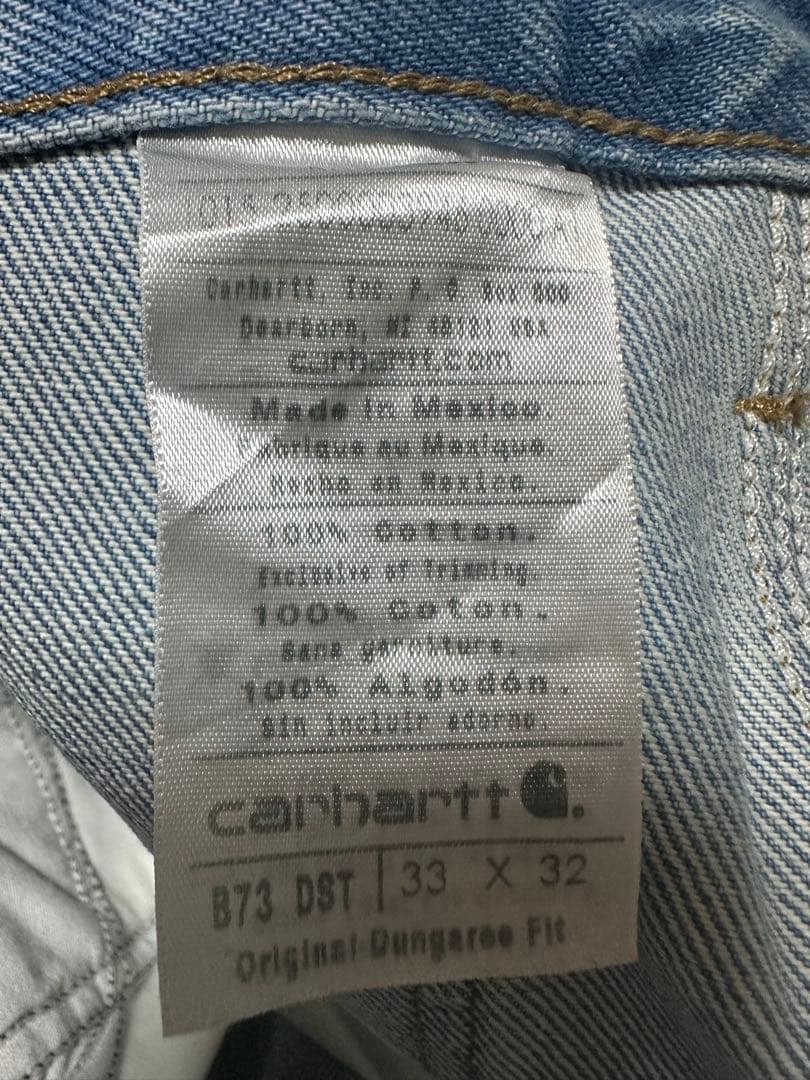 Carhartt, Inc. P. O. Box 600
Dearborn, MI 48121 USA
carhartt.com
Made in Mexico.
Fabriqué au Mexique.
Hecho en Mexico.
100% Cotton.
Exclusive of Trimming.
100% Coton.
Sans garniture.
100% Algodón.
Sin incluir adorno.
carhartt
B73 DST | 33 X 32
Original Dungaree Fit